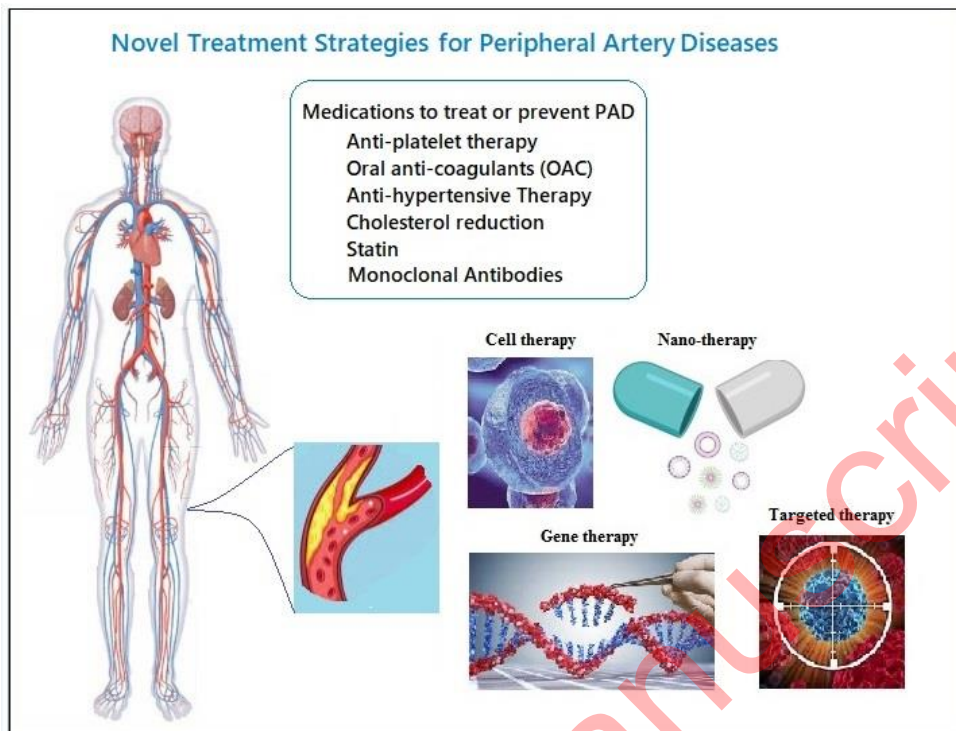 Novel Treatment Strategies for Peripheral Artery Diseases
Medications to treat or prevent PAD
Anti-platelet therapy
Oral anti-coagulants (OAC)
Anti-hypertensive Therapy
Cholesterol reduction
Statin
Monoclonal Antibodies
Cell therapy
Nano-therapy
Gene therapy
Targeted therapy